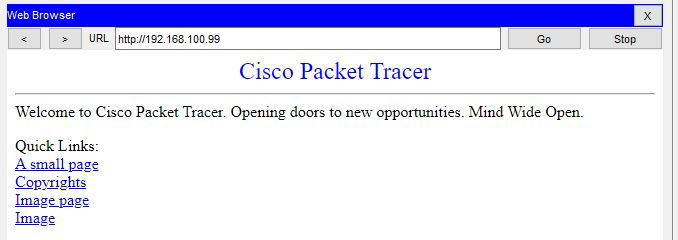 Web Browser X
< > URL http://192.168.100.99 Go Stop
Cisco Packet Tracer
Welcome to Cisco Packet Tracer. Opening doors to new opportunities. Mind Wide Open.
Quick Links:
A small page
Copyrights
Image page
Image